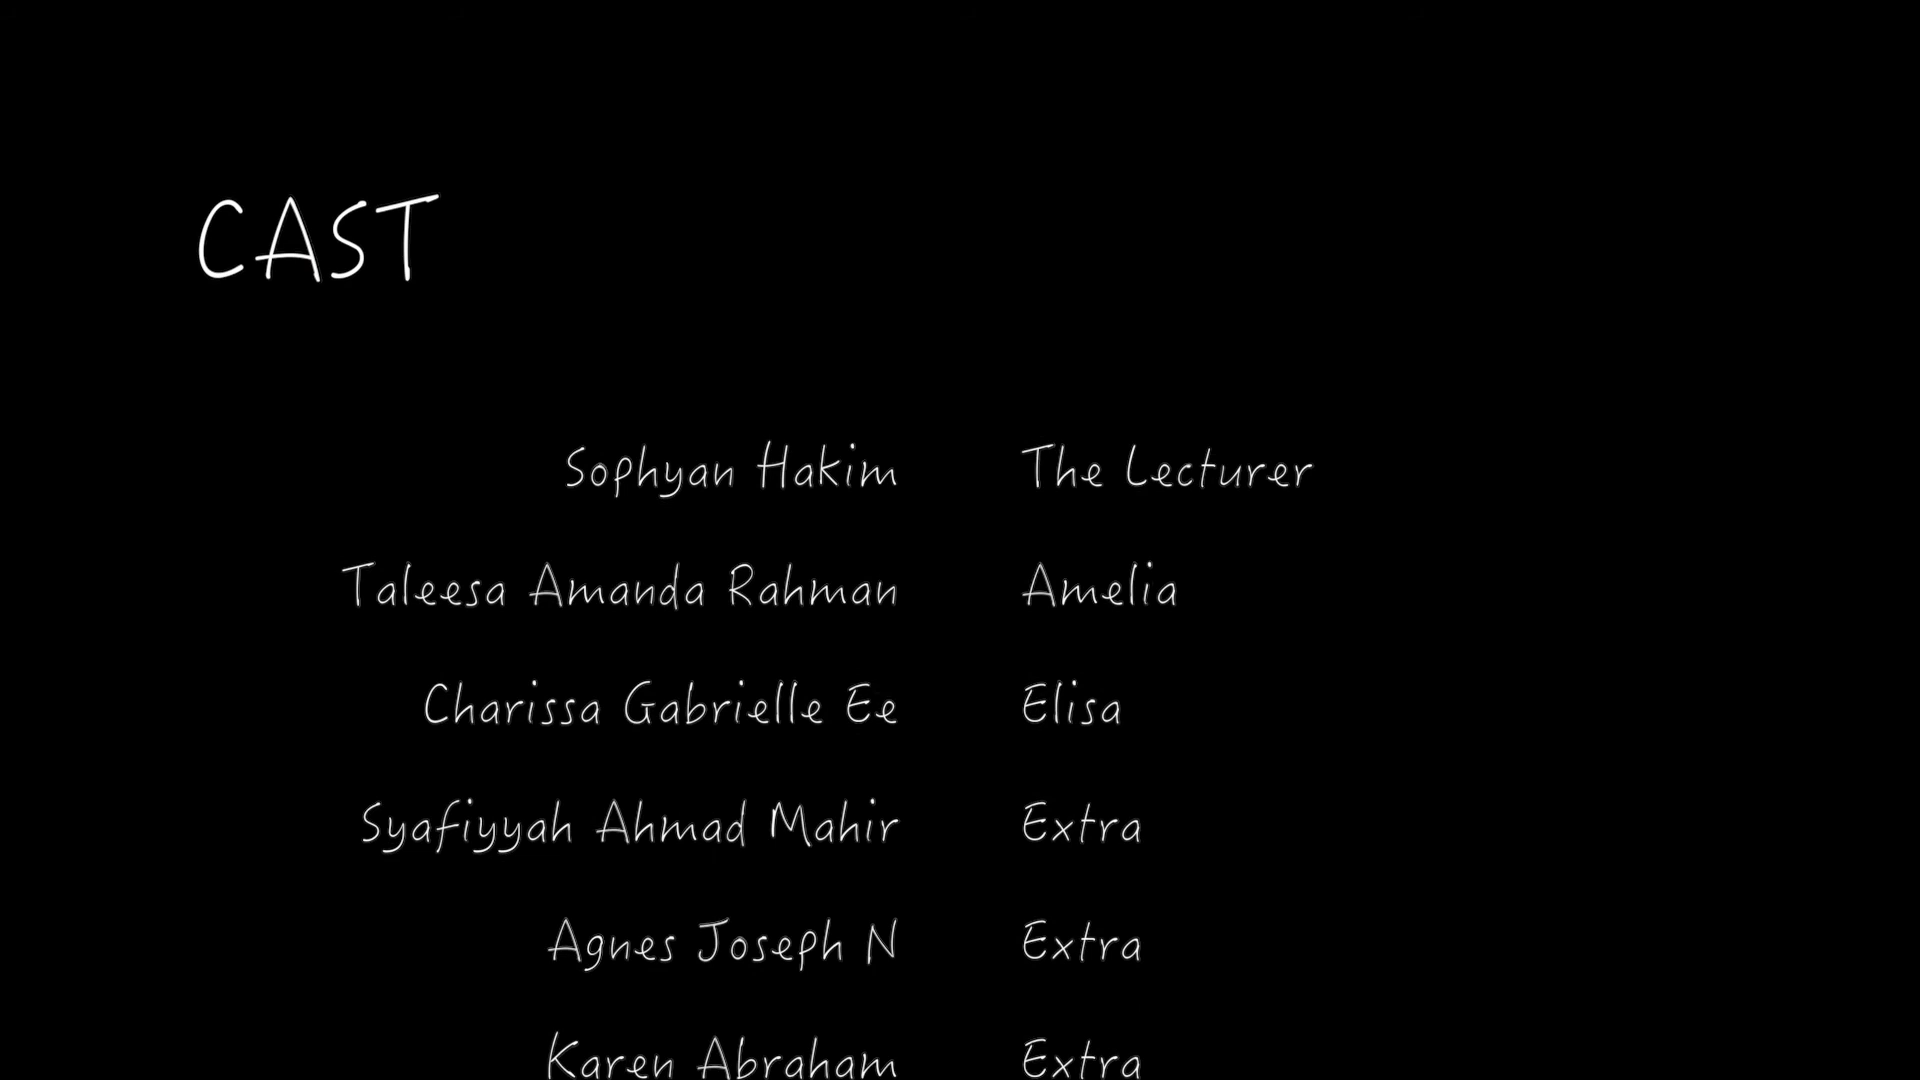 CAST
Sophyan Hakim The Lecturer
Taleesa Amanda Rahman Amelia
Charissa Gabrielle Ee Elisa
Syafiyyah Ahmad Mahir Extra
Agnes Joseph N Extra
Karen Abraham Extra